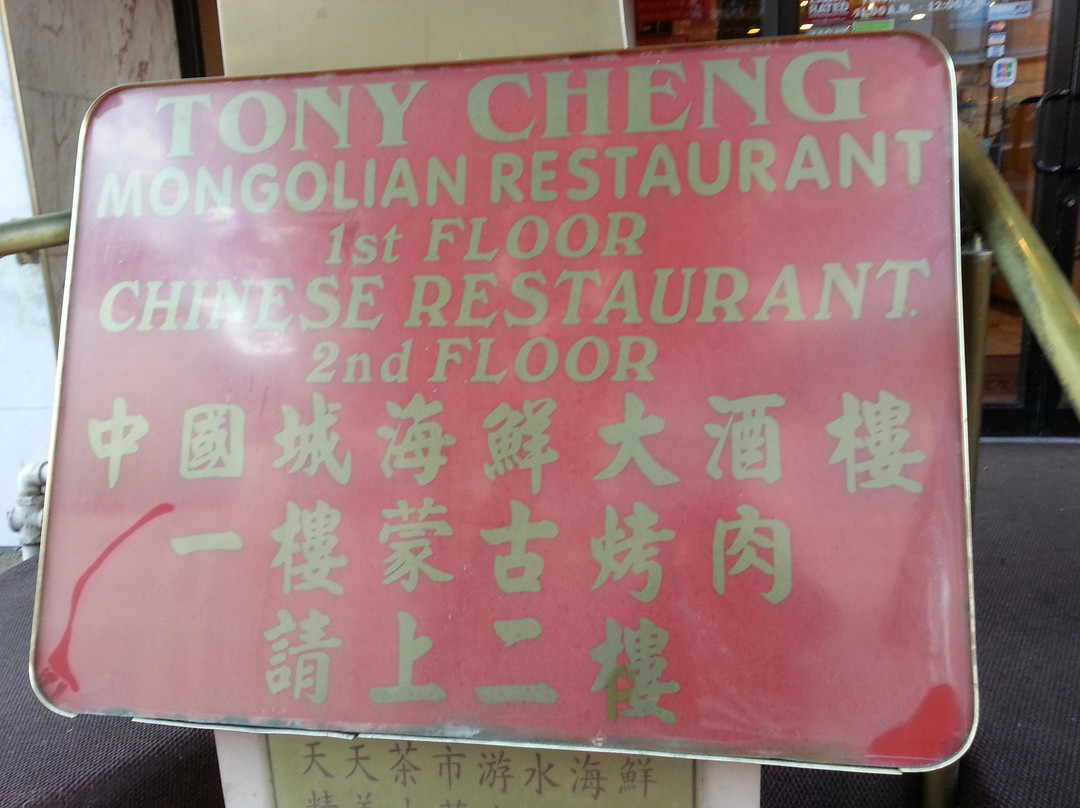 RATED
TONY CHENG
MONGOLIAN RESTAURANT
1st FLOOR
CHINESE RESTAURANT.
2nd FLOOR
中國城海鮮大酒樓
一樓蒙古烤肉
請上二樓
天天茶市游水海鮮